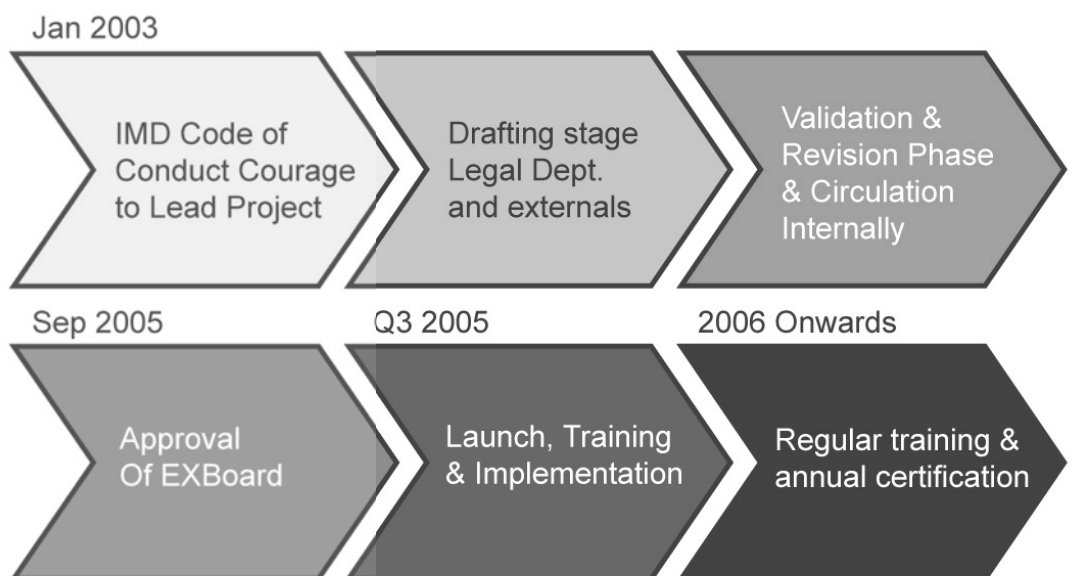 Jan 2003
IMD Code of
Conduct Courage
to Lead Project
Drafting stage
Legal Dept.
and externals
Validation &
Revision Phase
& Circulation
Internally
Sep 2005
Approval
Of EXBoard
Q3 2005
Launch, Training
& Implementation
2006 Onwards
Regular training &
annual certification